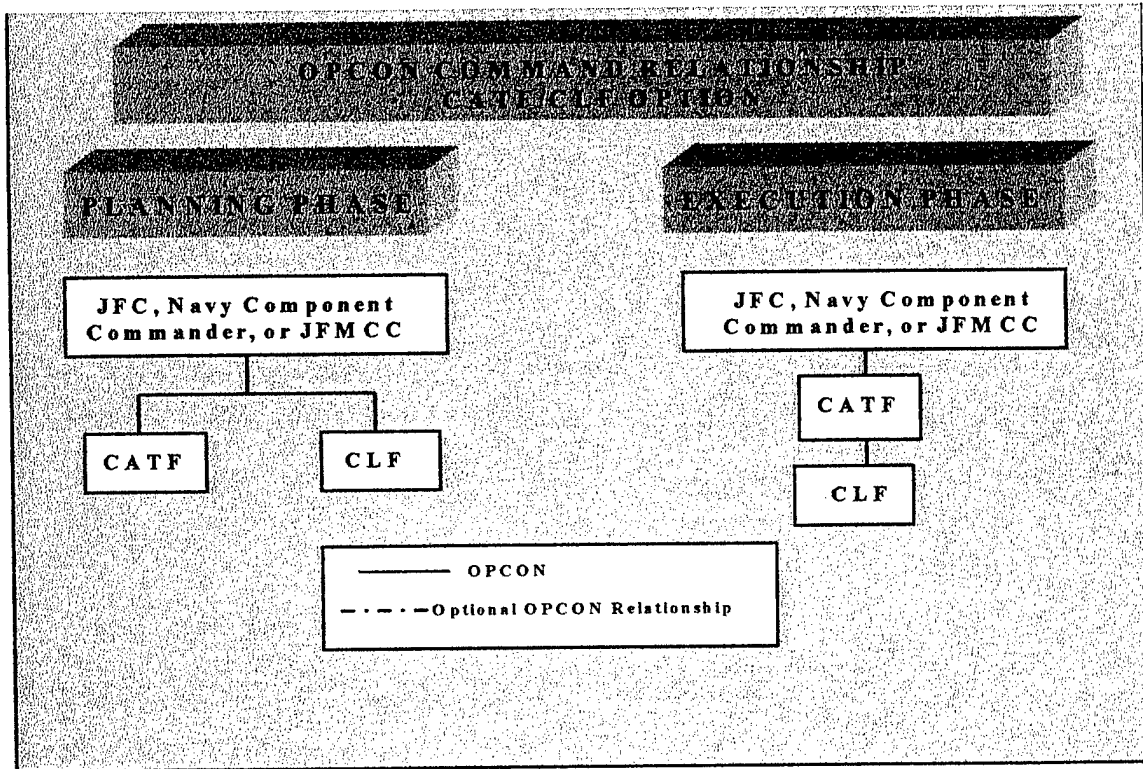 OPCON COMMAND RELATIONSHIP
CATF/CLF OPTION
PLANNING PHASE
EXECUTION PHASE
JFC, Navy Component
Commander, or JFMCC
CATF
CLF
JFC, Navy Component
Commander, or JFMCC
CATF
CLF
OPCON
Optional OPCON Relationship